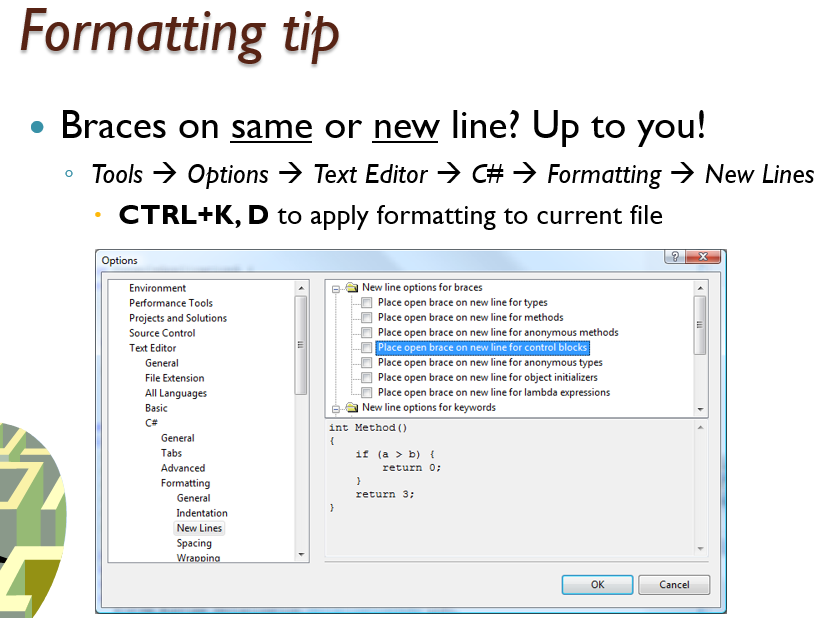 Formatting tip
Braces on same or new line? Up to you!
Tools → Options → Text Editor → C# → Formatting → New Lines
CTRL+K, D to apply formatting to current file
Options
Environment
Performance Tools
Projects and Solutions
Source Control
Text Editor
General
File Extension
All Languages
Basic
C#
General
Tabs
Advanced
Formatting
General
Indentation
New Lines
Spacing
Wrapping
New line options for braces
Place open brace on new line for types
Place open brace on new line for methods
Place open brace on new line for anonymous methods
Place open brace on new line for control blocks
Place open brace on new line for anonymous types
Place open brace on new line for object initializers
Place open brace on new line for lambda expressions
New line options for keywords
int Method()
{
    if (a > b) {
        return 0;
    }
    return 3;
}
OK
Cancel